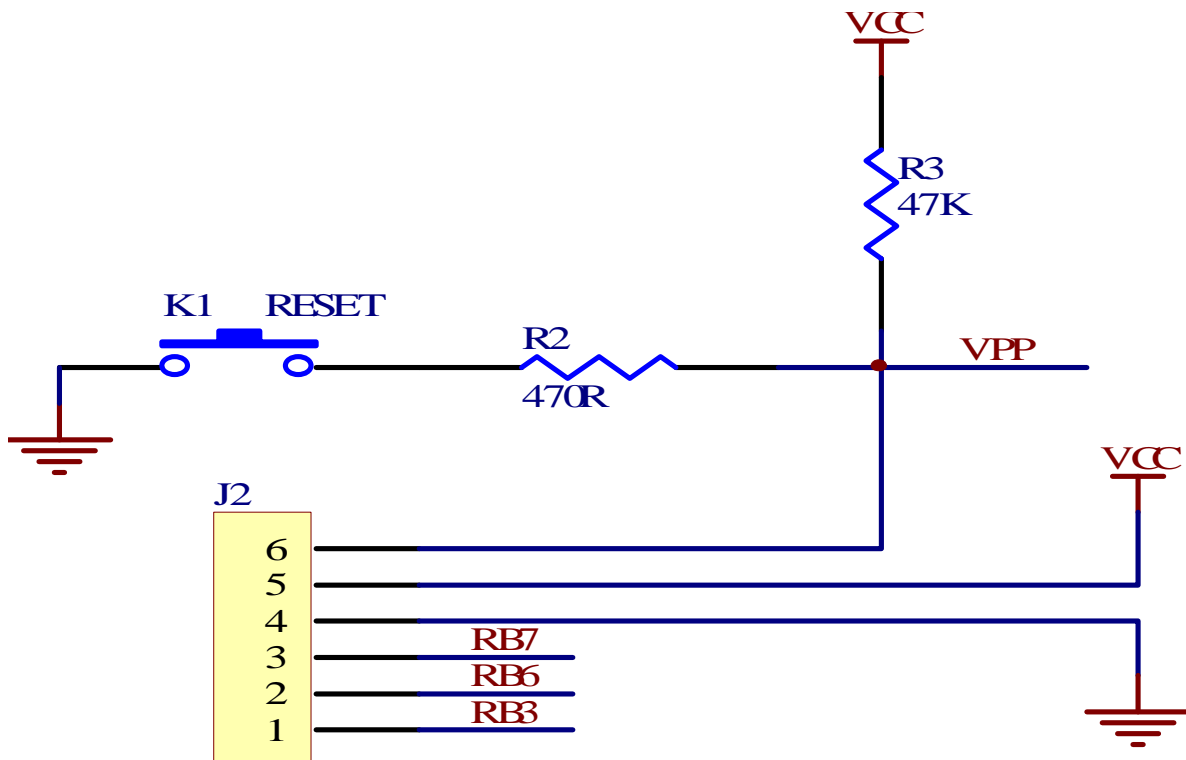 VCC
R3
47K
K1 RESET
R2
470R
VPP
VCC
J2
6
5
4
3 RB7
2 RB6
1 RB3